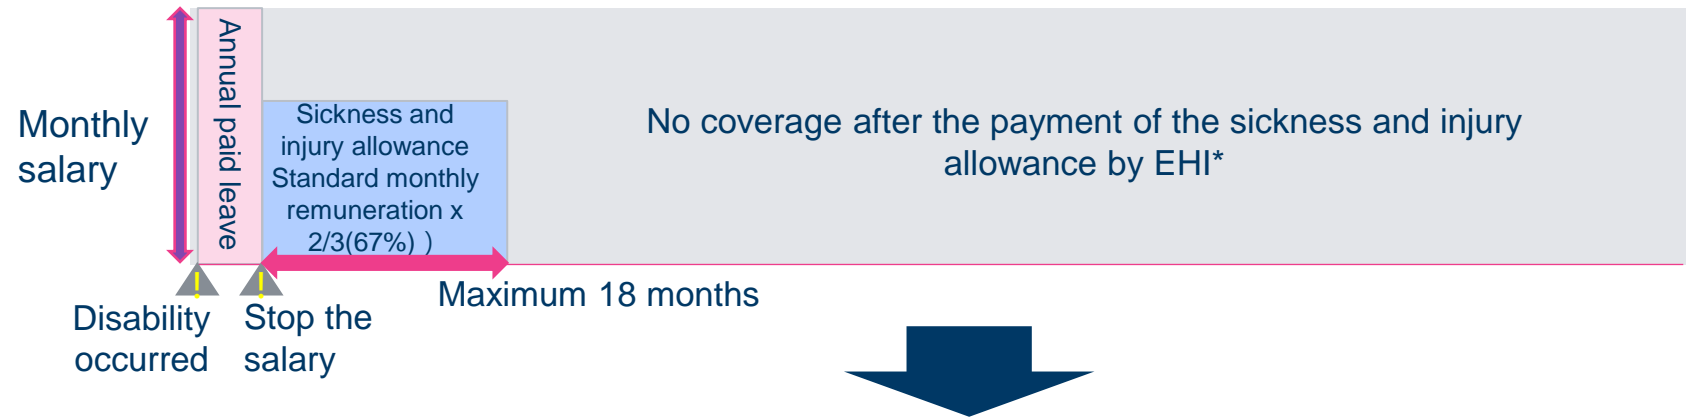 Monthly
salary
Annual paid leave
Sickness and
injury allowance
Standard monthly
remuneration x
2/3(67%) ）
No coverage after the payment of the sickness and injury
allowance by EHI*
!
!
Disability
occurred
Stop the
salary
Maximum 18 months